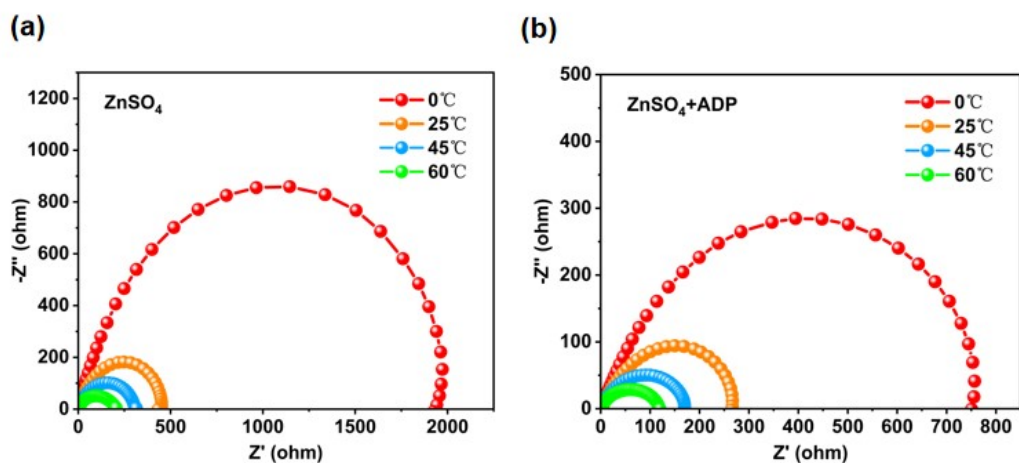 (a)
ZnSO₄
0℃
25℃
45℃
60℃
1200
1000
800
600
400
200
0
-Z'' (ohm)
0 500 1000 1500 2000
Z' (ohm)
(b)
ZnSO₄+ADP
0℃
25℃
45℃
60℃
500
400
300
200
100
0
-Z'' (ohm)
0 100 200 300 400 500 600 700 800
Z' (ohm)